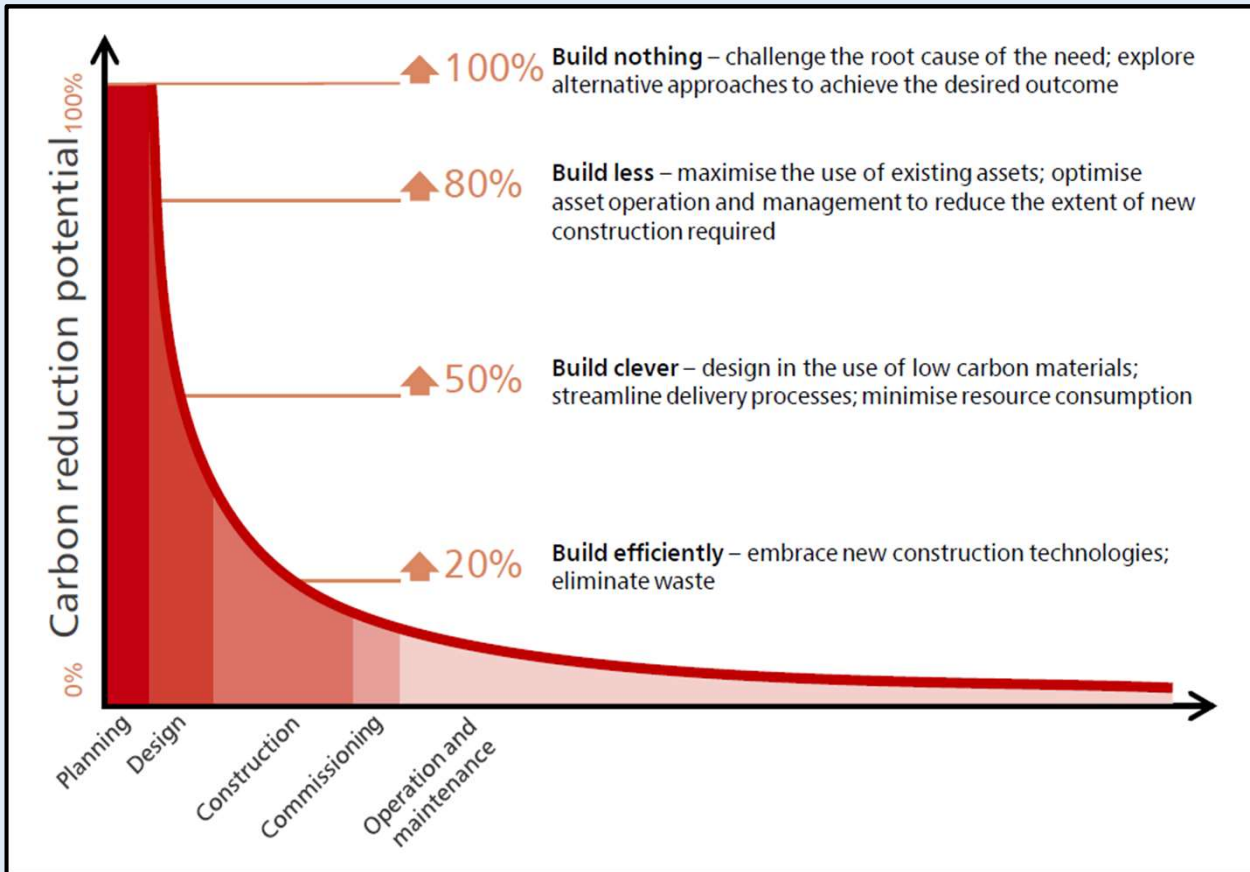 Carbon reduction potential
100%
0%
100%
Build nothing – challenge the root cause of the need; explore
alternative approaches to achieve the desired outcome
80%
Build less – maximise the use of existing assets; optimise
asset operation and management to reduce the extent of new
construction required
50%
Build clever – design in the use of low carbon materials;
streamline delivery processes; minimise resource consumption
20%
Build efficiently – embrace new construction technologies;
eliminate waste
Planning
Design
Construction
Commissioning
Operation and
maintenance